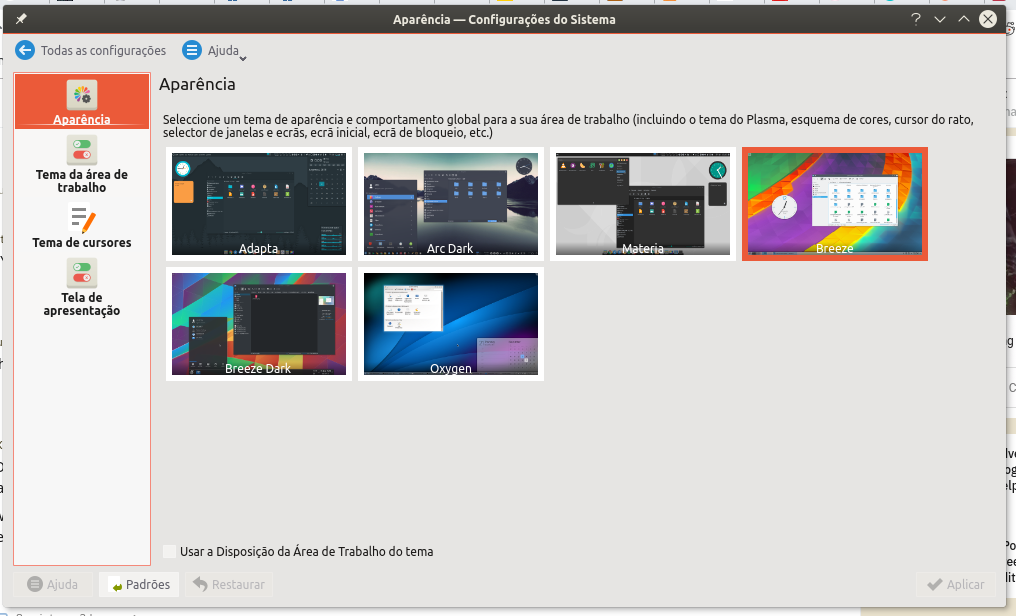 Aparência — Configurações do Sistema
?
Todas as configurações
Ajuda
Aparência
Tema da área de
trabalho
Tema de cursores
Tela de
apresentação
Aparência
Seleccione um tema de aparência e comportamento global para a sua área de trabalho (incluindo o tema do Plasma, esquema de cores, cursor do rato,
selector de janelas e ecrãs, ecrã inicial, ecrã de bloqueio, etc.)
Adapta
Arc Dark
Materia
Breeze
Breeze Dark
Oxygen
Usar a Disposição da Área de Trabalho do tema
Ajuda
Padrões
Restaurar
Aplicar